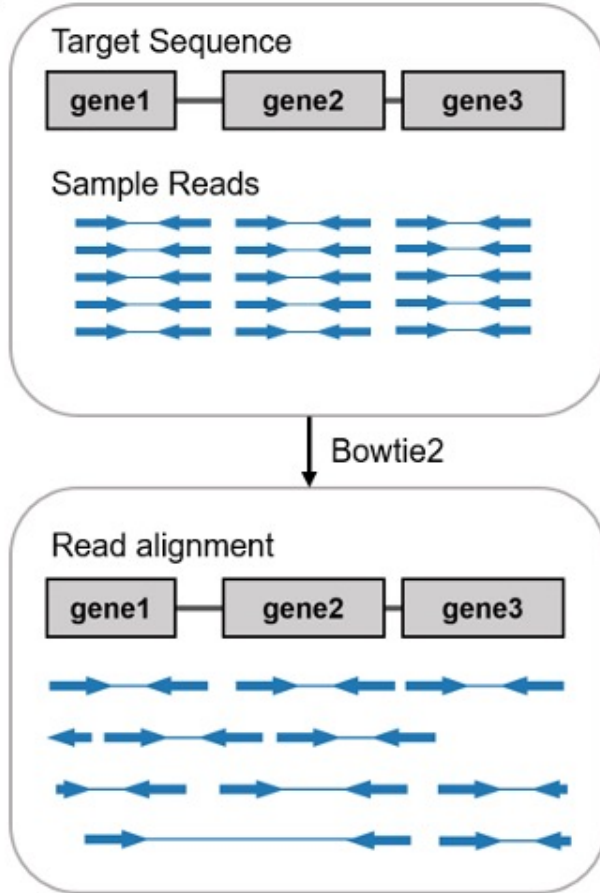 Target Sequence
gene1 gene2 gene3
Sample Reads
Bowtie2
Read alignment
gene1 gene2 gene3